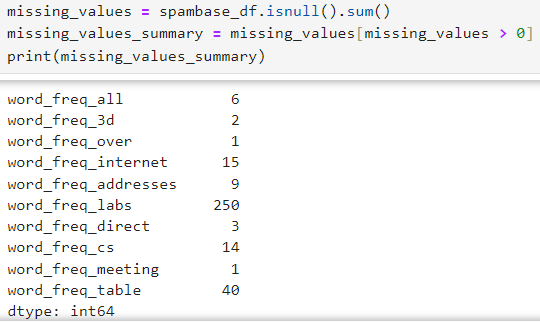 missing_values = spambase_df.isnull().sum()
missing_values_summary = missing_values[missing_values > 0]
print(missing_values_summary)
word_freq_all 6
word_freq_3d 2
word_freq_over 1
word_freq_internet 15
word_freq_addresses 9
word_freq_labs 250
word_freq_direct 3
word_freq_cs 14
word_freq_meeting 1
word_freq_table 40
dtype: int64